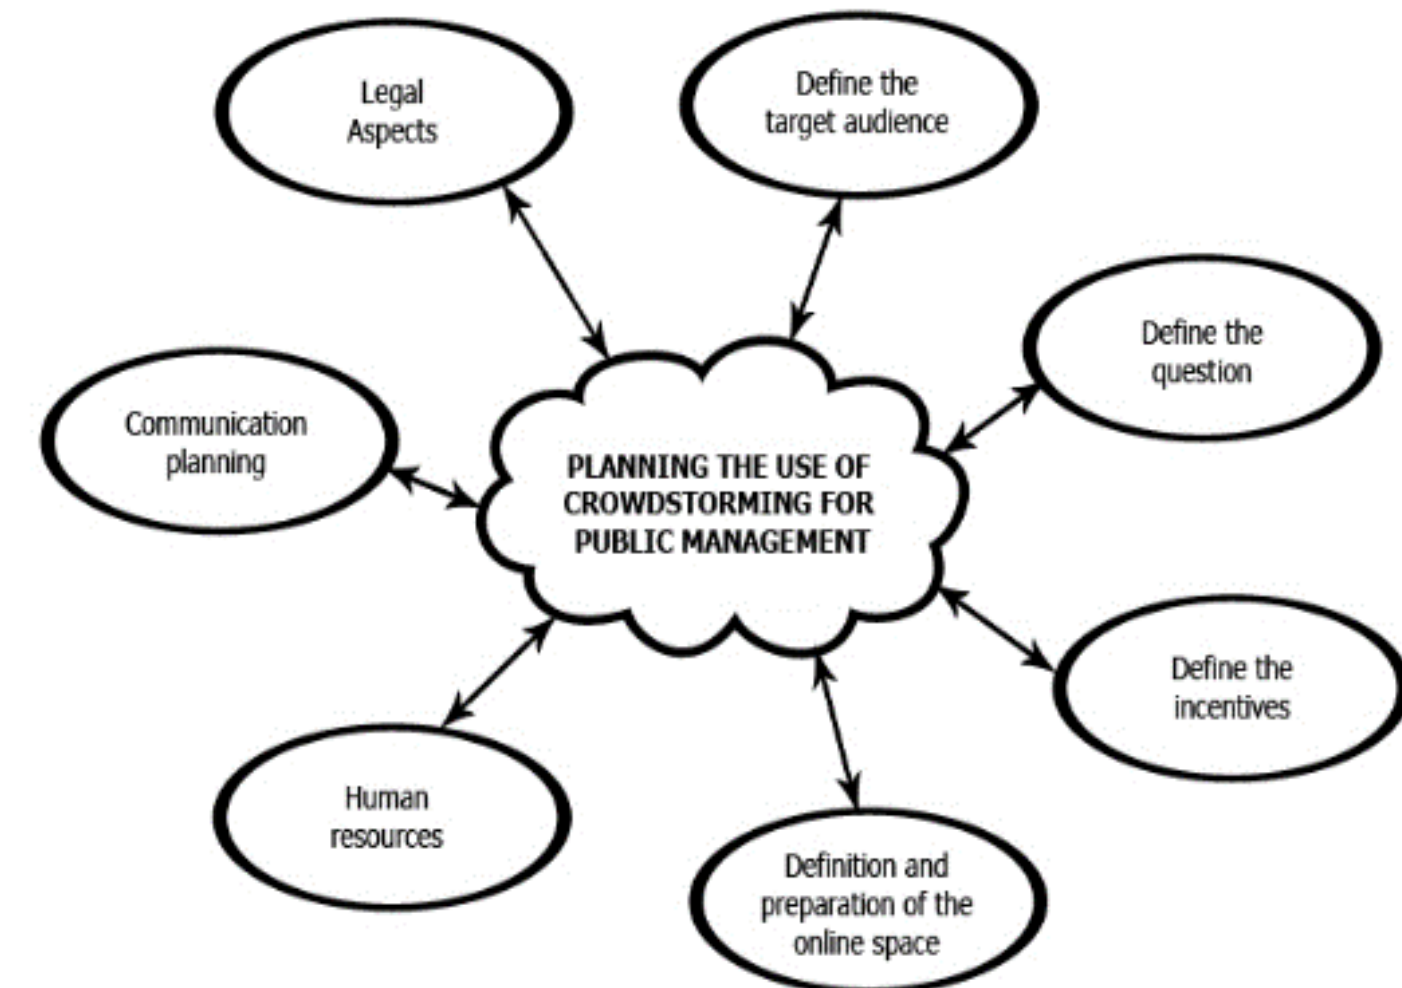 Legal
Aspects
Define the
target audience
Define the
question
Communication
planning
PLANNING THE USE OF
CROWDSTORMING FOR
PUBLIC MANAGEMENT
Define the
incentives
Human
resources
Definition and
preparation of the
online space